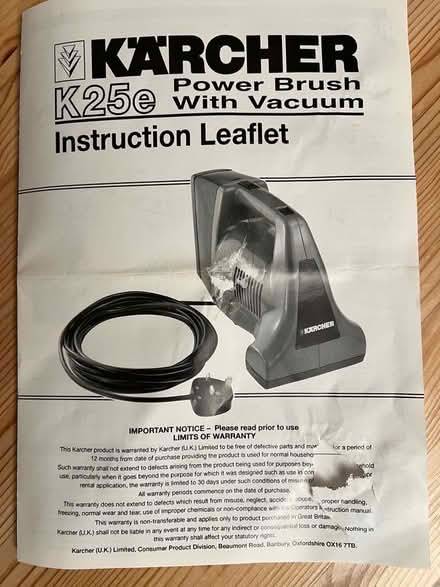 KÄRCHER
K25e Power Brush
With Vacuum
Instruction Leaflet
KÄRCHER
IMPORTANT NOTICE – Please read prior to use
LIMITS OF WARRANTY
This Karcher product is warranted by Karcher (U.K.) Limited to be free of defective parts and for a period of
12 months from date of purchase providing the product is used for normal
Such warranty shall not extend to defects arising from the product being used for purposes
use, particularly when it goes beyond the purpose for which it was designed such as use in
rental application, the warranty is limited to 30 days under such conditions of
All warranty periods commence on the date of purchase.
This warranty does not extend to defects which result from misuse, neglect, handling,
freezing, normal wear and tear, use of improper chemicals or non-compliance instruction manual.
This warranty is non-transferable and applies only to product purchased in Great Britain.
Karcher (U.K.) shall not be liable in any event at any time for any indirect or consequential loss or damage. Nothing in
this warranty shall affect your statutory rights.
Karcher (U.K.) Limited, Consumer Product Division, Beaumont Road, Banbury, Oxfordshire OX16 7TB.